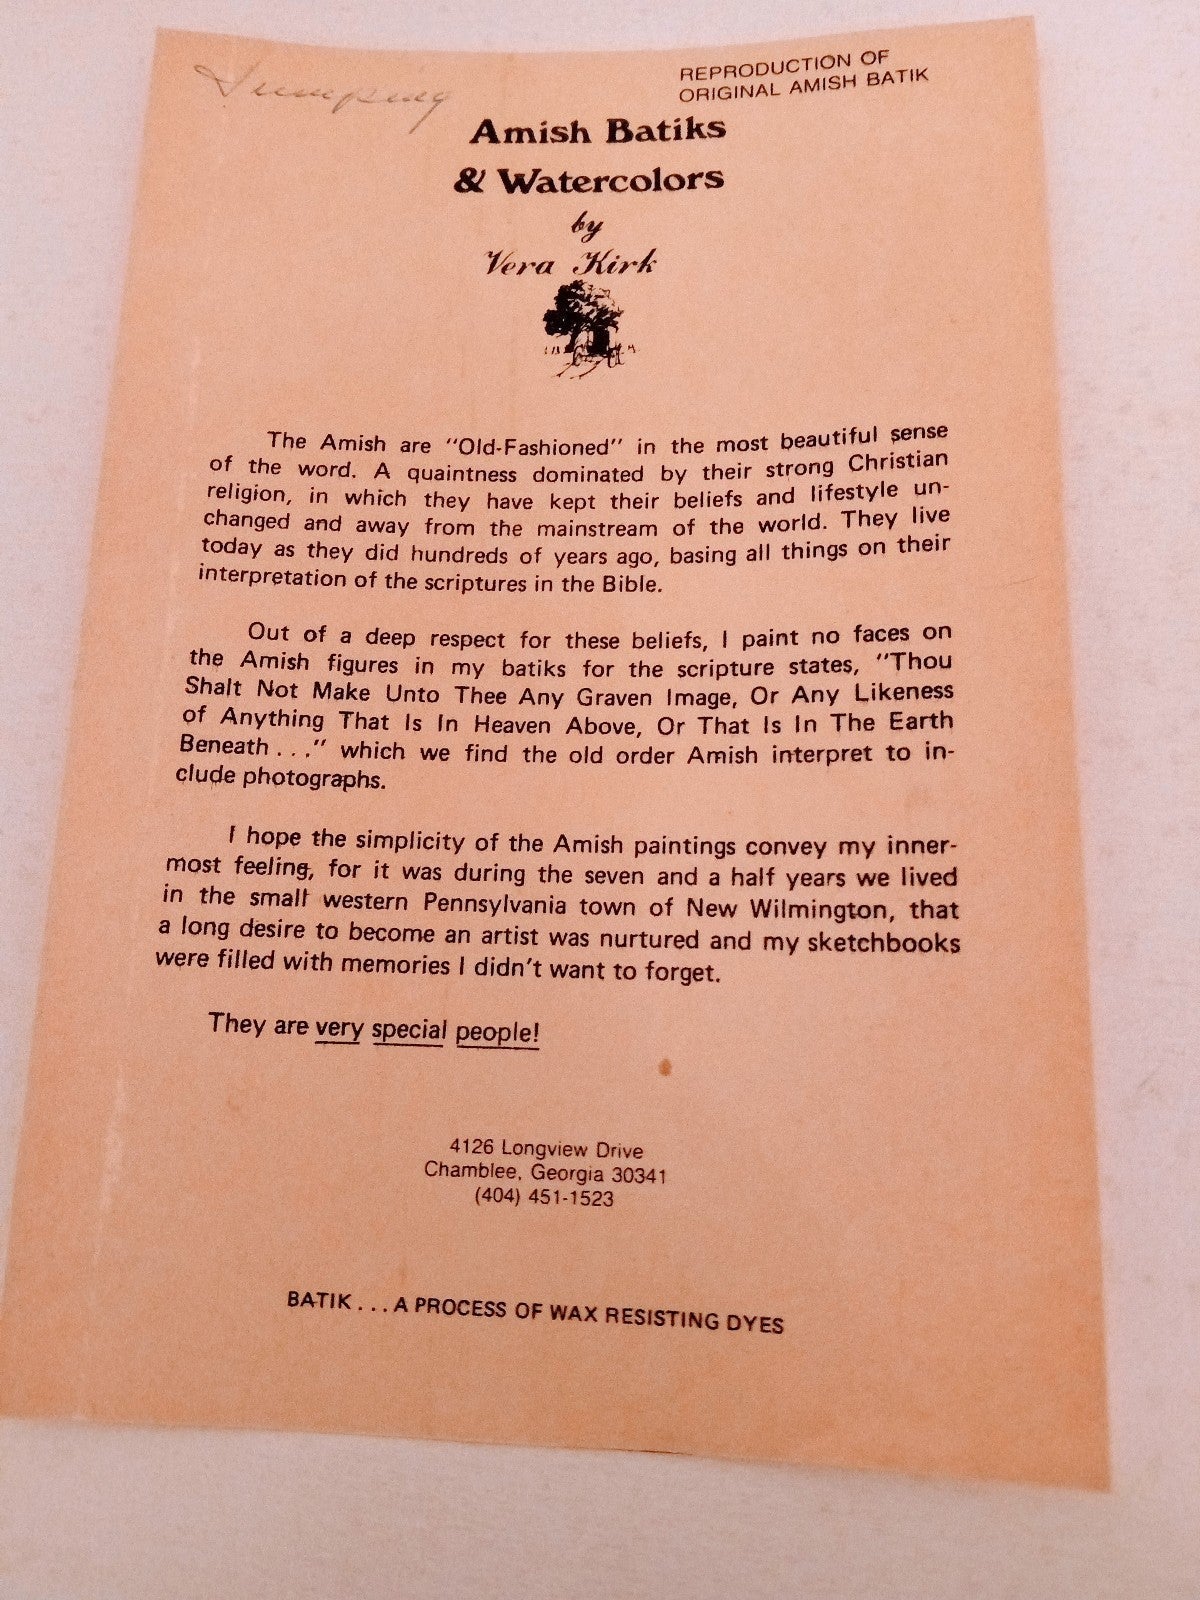 REPRODUCTION OF
ORIGINAL AMISH BATIK
Amish Batiks
& Watercolors
by
Vera Kirk
The Amish are "Old-Fashioned" in the most beautiful sense
of the word. A quaintness dominated by their strong Christian
religion, in which they have kept their beliefs and lifestyle un-
changed and away from the mainstream of the world. They live
today as they did hundreds of years ago, basing all things on their
interpretation of the scriptures in the Bible.
Out of a deep respect for these beliefs, I paint no faces on
the Amish figures in my batiks for the scripture states, "Thou
Shalt Not Make Unto Thee Any Graven Image, Or Any Likeness
of Anything That Is In Heaven Above, Or That Is In The Earth
Beneath . . ." which we find the old order Amish interpret to in-
clude photographs.
I hope the simplicity of the Amish paintings convey my inner-
most feeling, for it was during the seven and a half years we lived
in the small western Pennsylvania town of New Wilmington, that
a long desire to become an artist was nurtured and my sketchbooks
were filled with memories I didn't want to forget.
They are very special people!
4126 Longview Drive
Chamblee, Georgia 30341
(404) 451-1523
BATIK . . . A PROCESS OF WAX RESISTING DYES